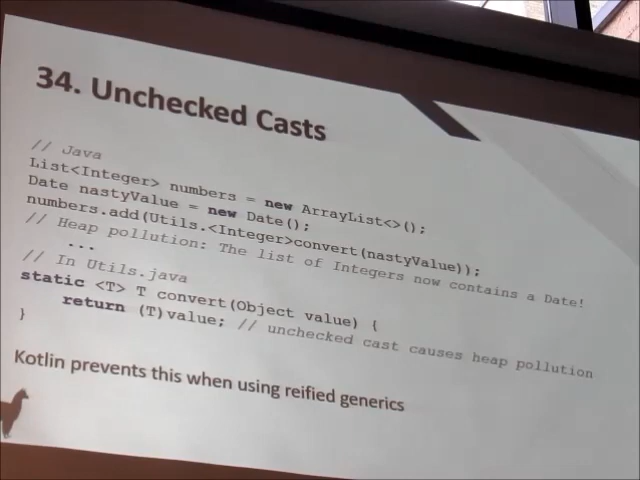 34. Unchecked Casts
// Java
List<Integer> numbers = new ArrayList<>();
Date nastyValue = new Date();
numbers.add(Utils.<Integer>convert(nastyValue));
// Heap pollution: The list of Integers now contains a Date!
...
// In Utils.java
static <T> T convert(Object value) {
return (T)value; // unchecked cast causes heap pollution
}
Kotlin prevents this when using reified generics